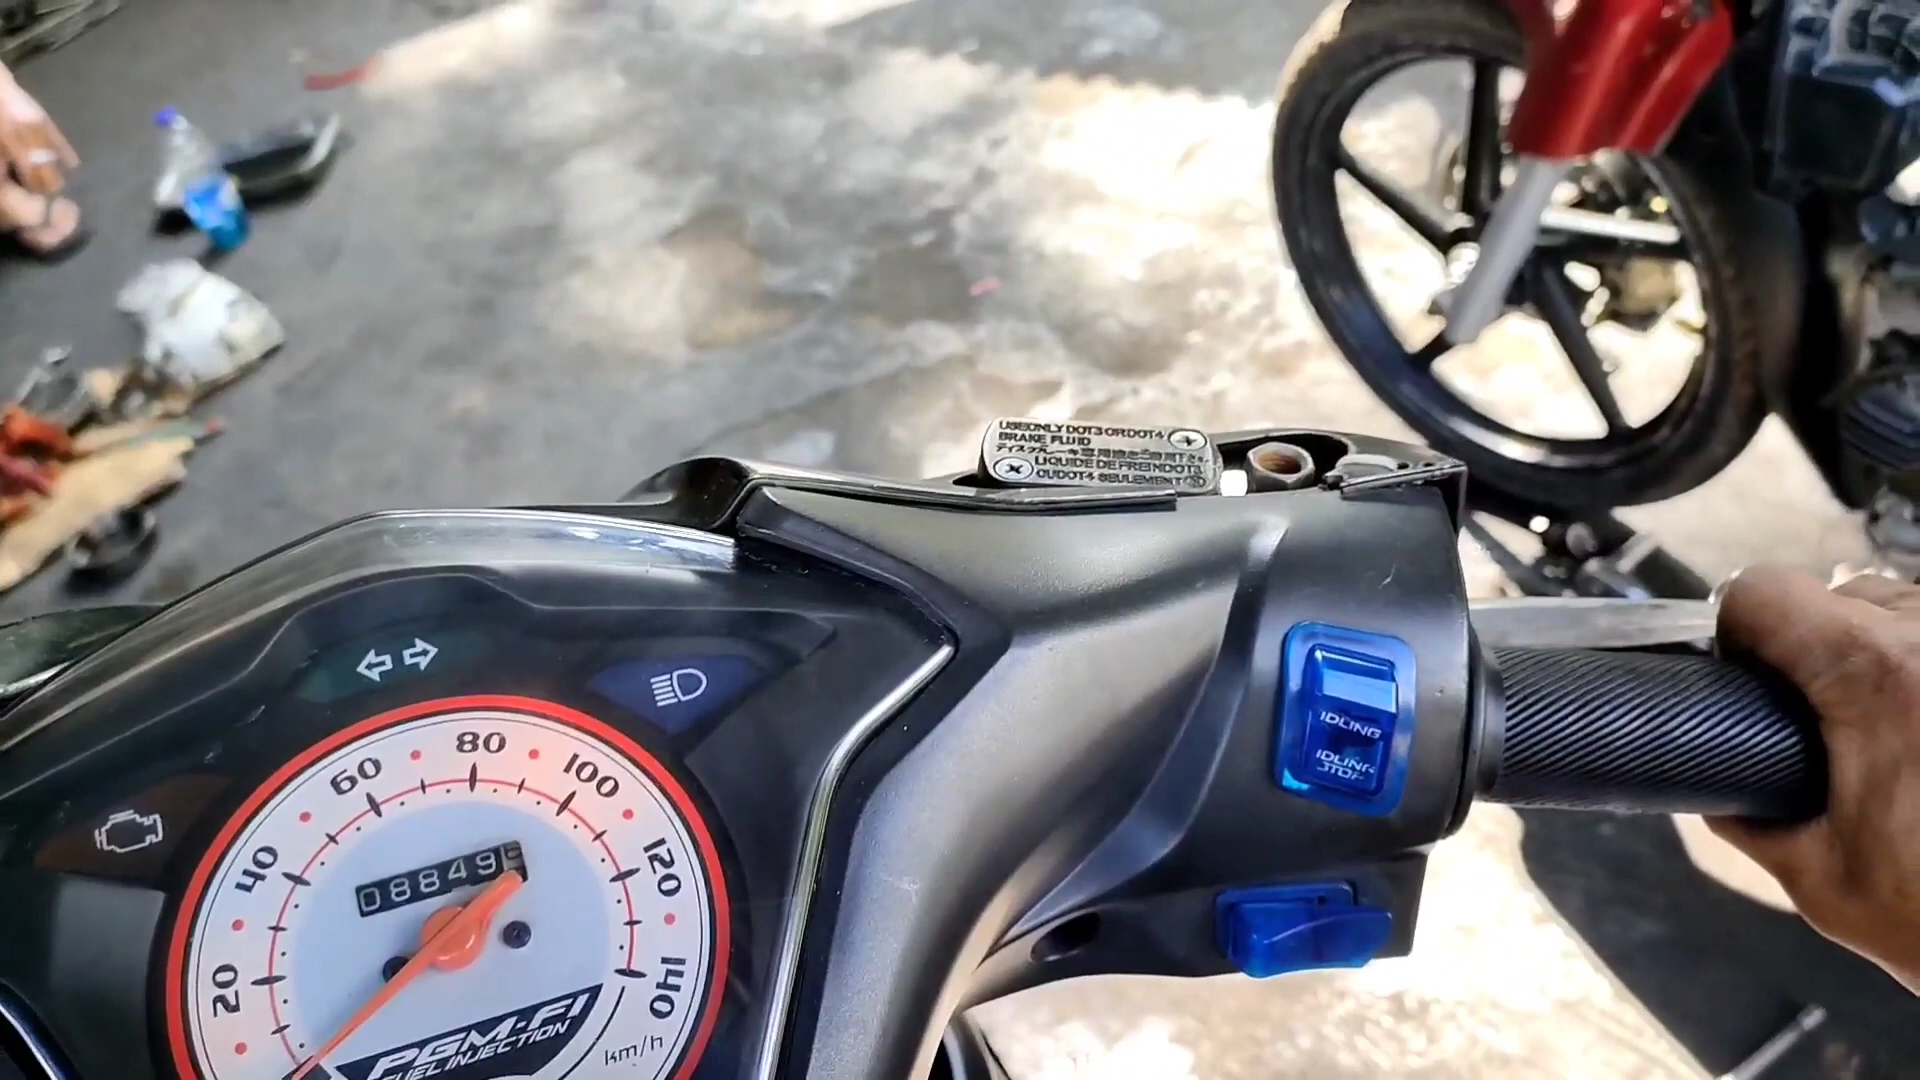 USE ONLY DOT3 OR DOT4
BRAKE FLUID
LIQUIDE DE FREIN DOT3
OU DOT4 SEULEMENT
IDLING
IDLING
STOP
20
40
60
80
100
120
140
08849
km/h
PGM-FI
FUEL INJECTION